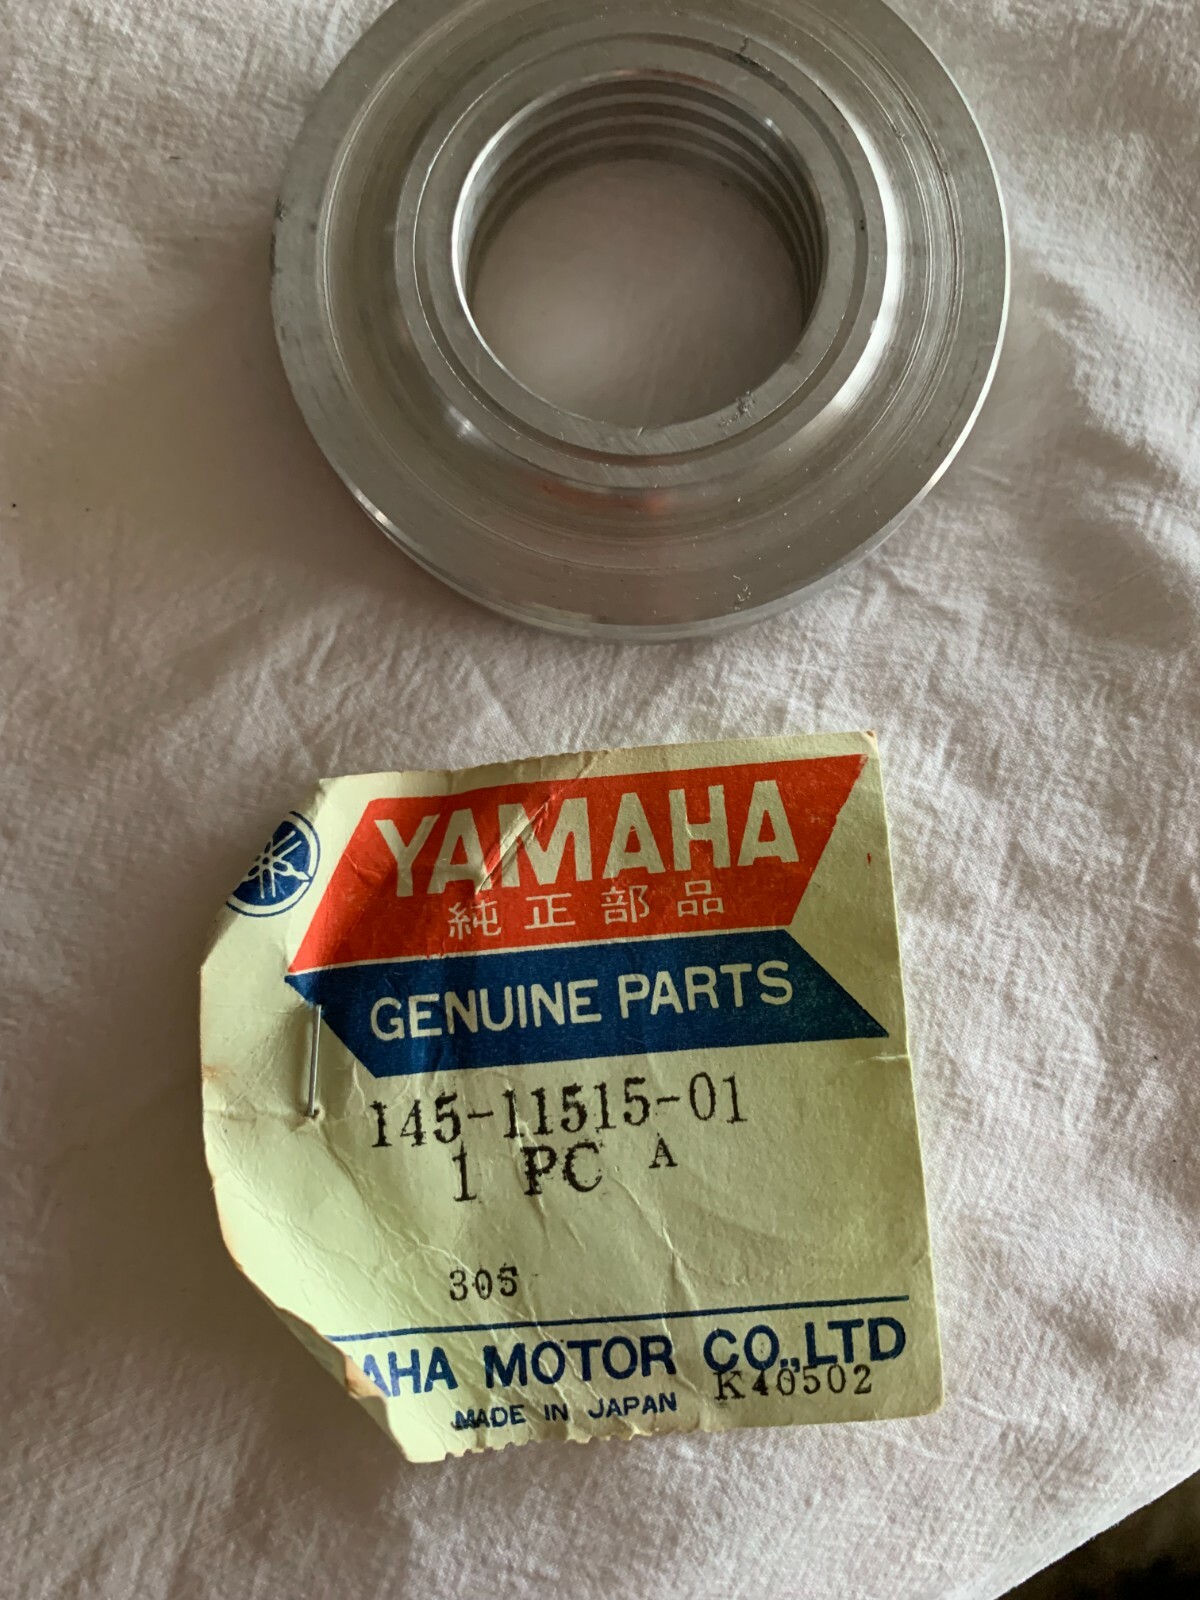 YAMAHA
純正部品
GENUINE PARTS
145-11515-01
1 PC A
305
AHA MOTOR CO.,LTD
K40502
MADE IN JAPAN